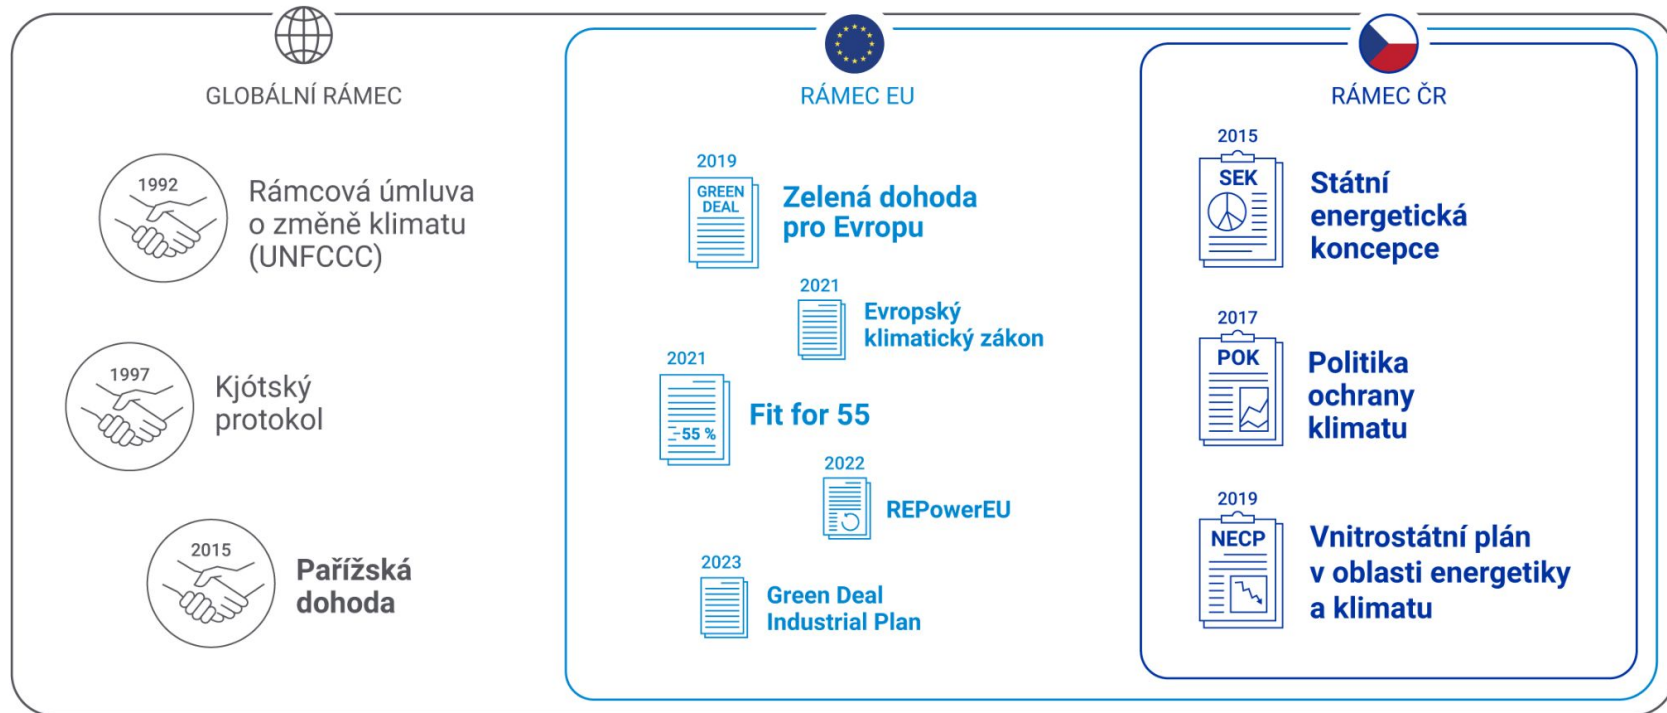 GLOBÁLNÍ RÁMEC
1992
Rámcová úmluva
o změně klimatu
(UNFCCC)
1997
Kjótský
protokol
2015
Pařížská
dohoda
RÁMEC EU
2019
GREEN
DEAL
Zelená dohoda
pro Evropu
2021
Evropský
klimatický zákon
2021
-55 %
Fit for 55
2022
REPowerEU
2023
Green Deal
Industrial Plan
RÁMEC ČR
2015
SEK
Státní
energetická
koncepce
2017
POK
Politika
ochrany
klimatu
2019
NECP
Vnitrostátní plán
v oblasti energetiky
a klimatu